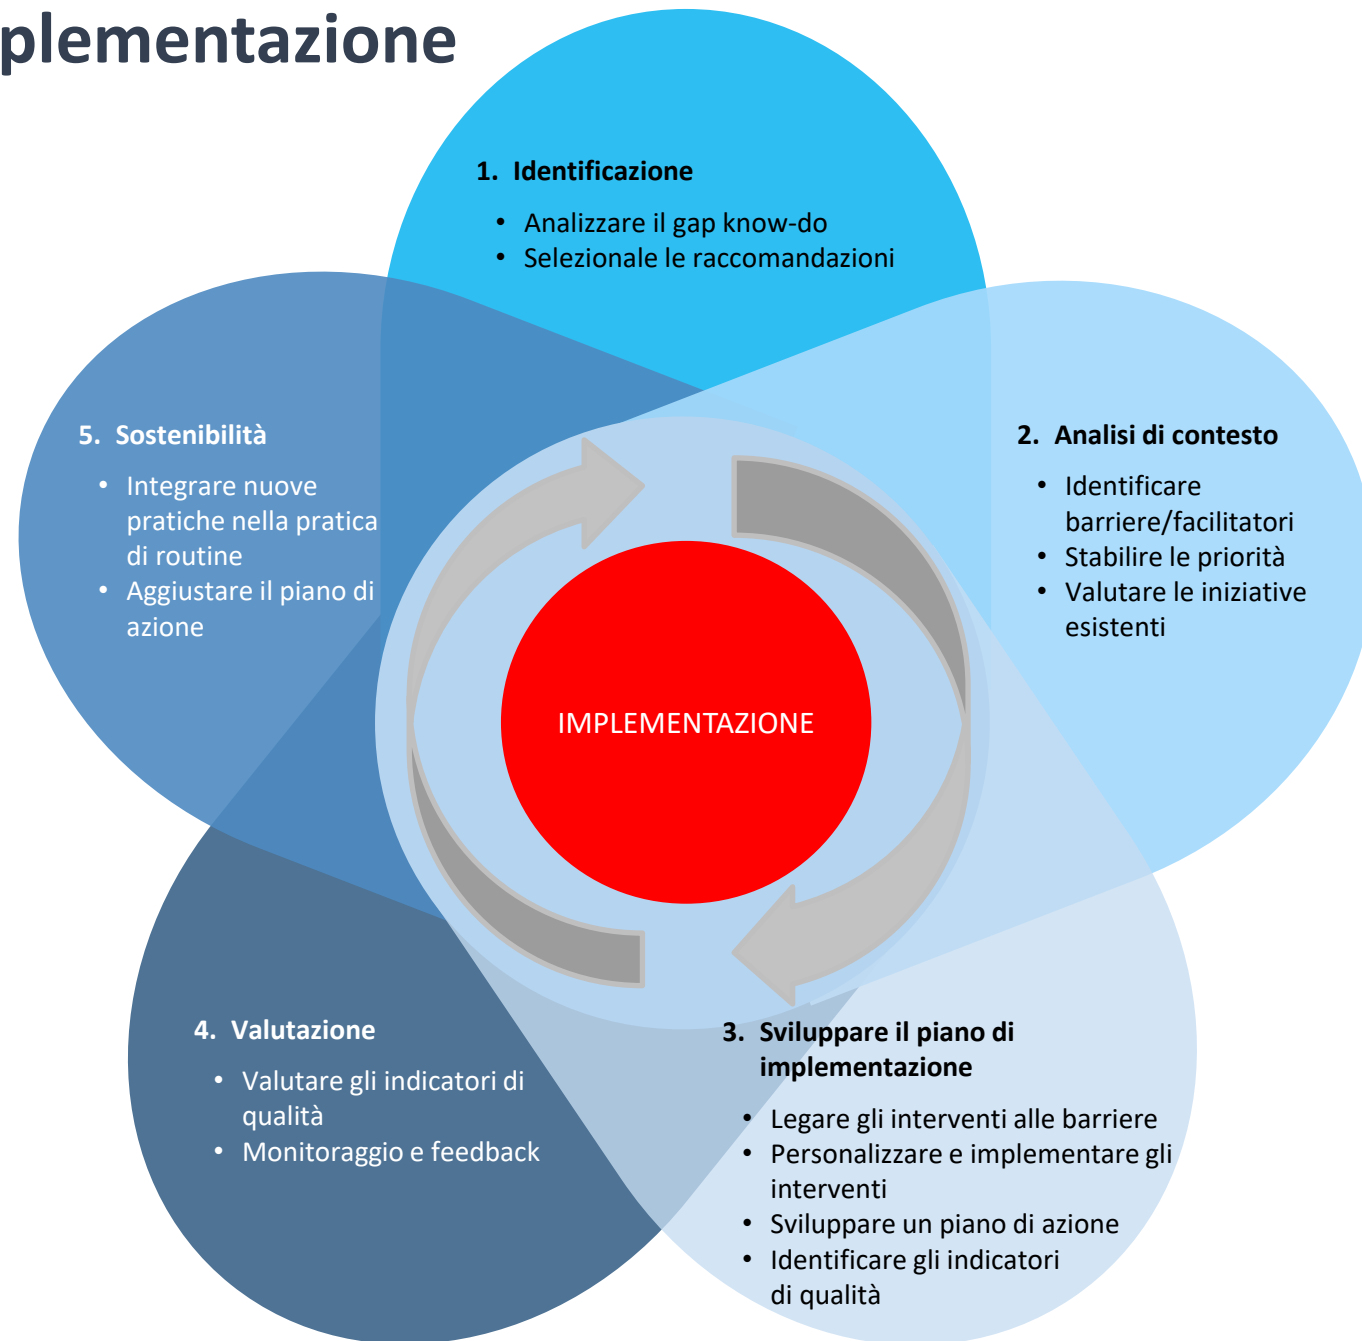 plementazione
1. Identificazione
• Analizzare il gap know-do
• Selezionale le raccomandazioni
2. Analisi di contesto
• Identificare
barriere/facilitatori
• Stabilire le priorità
• Valutare le iniziative
esistenti
3. Sviluppare il piano di
implementazione
• Legare gli interventi alle barriere
• Personalizzare e implementare gli
interventi
• Sviluppare un piano di azione
• Identificare gli indicatori
di qualità
4. Valutazione
• Valutare gli indicatori di
qualità
• Monitoraggio e feedback
5. Sostenibilità
• Integrare nuove
pratiche nella pratica
di routine
• Aggiustare il piano di
azione
IMPLEMENTAZIONE